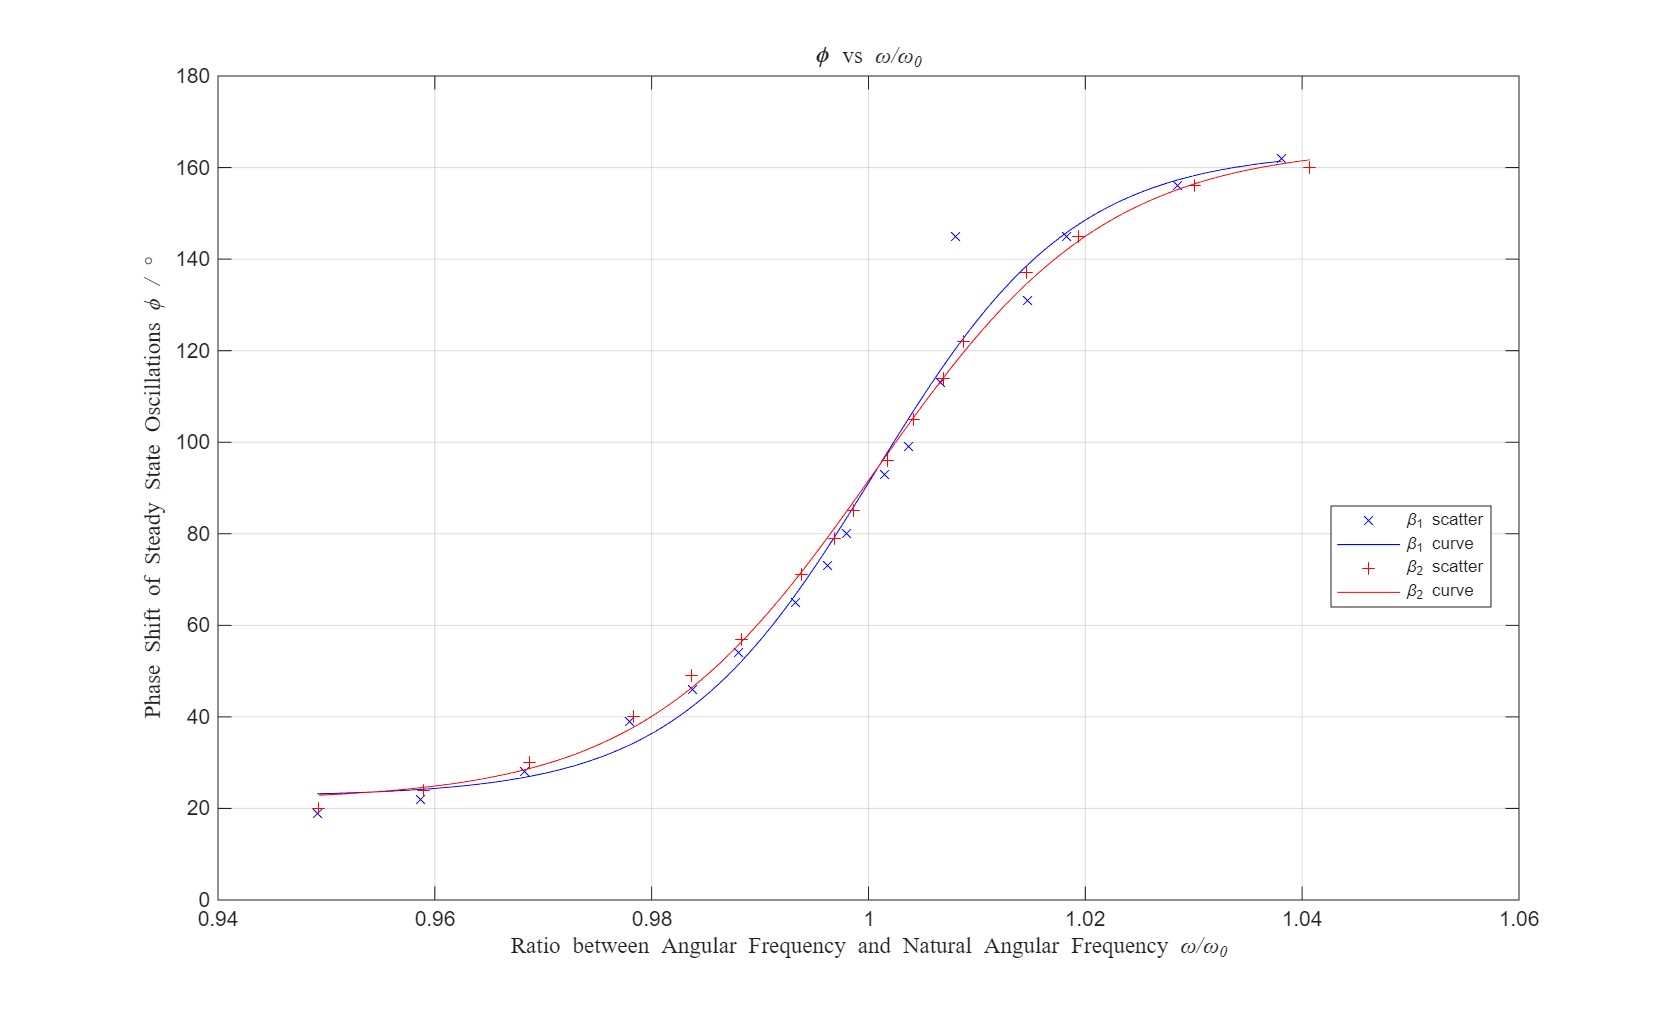 ϕ vs ω/ω₀
180
160
140
120
100
80
60
40
20
0
Phase Shift of Steady State Oscillations ϕ / °
0.94 0.96 0.98 1 1.02 1.04 1.06
Ratio between Angular Frequency and Natural Angular Frequency ω/ω₀
β₁ scatter
β₁ curve
β₂ scatter
β₂ curve